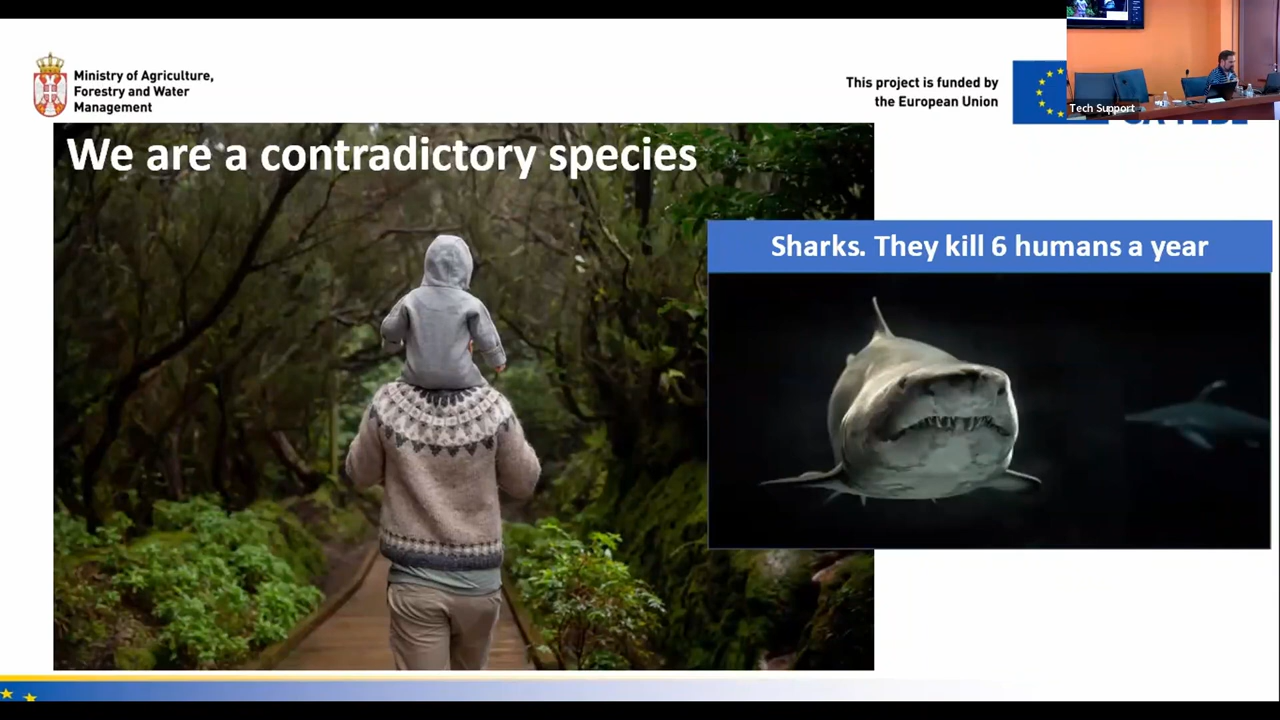 Ministry of Agriculture,
Forestry and Water
Management
This project is funded by
the European Union
Tech Support
We are a contradictory species
Sharks. They kill 6 humans a year